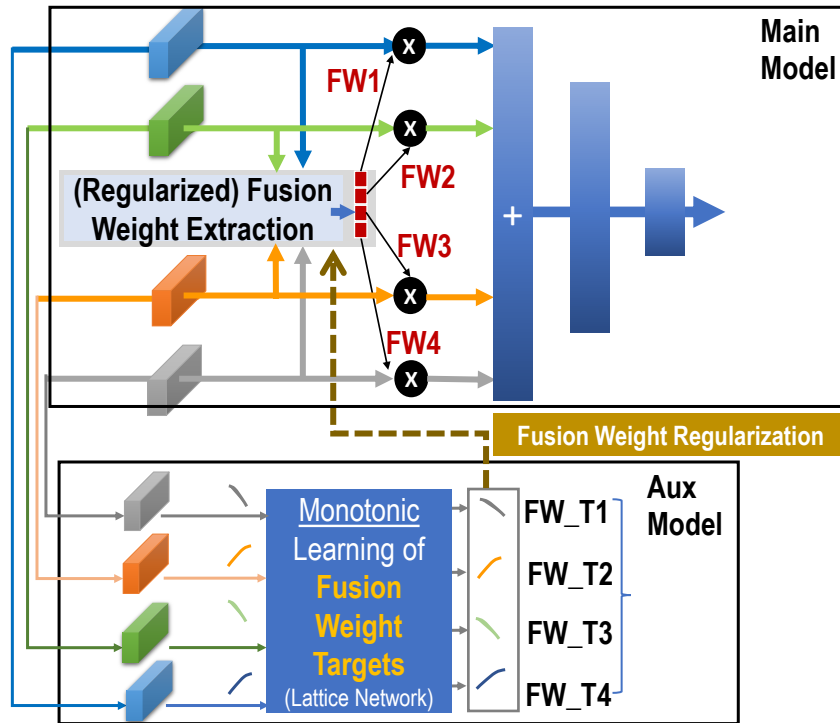 Main
Model
X
FW1
X
FW2
(Regularized) Fusion
Weight Extraction
+
FW3
X
FW4
X
Fusion Weight Regularization
Aux
Model
Monotonic
Learning of
Fusion
Weight
Targets
(Lattice Network)
FW_T1
FW_T2
FW_T3
FW_T4